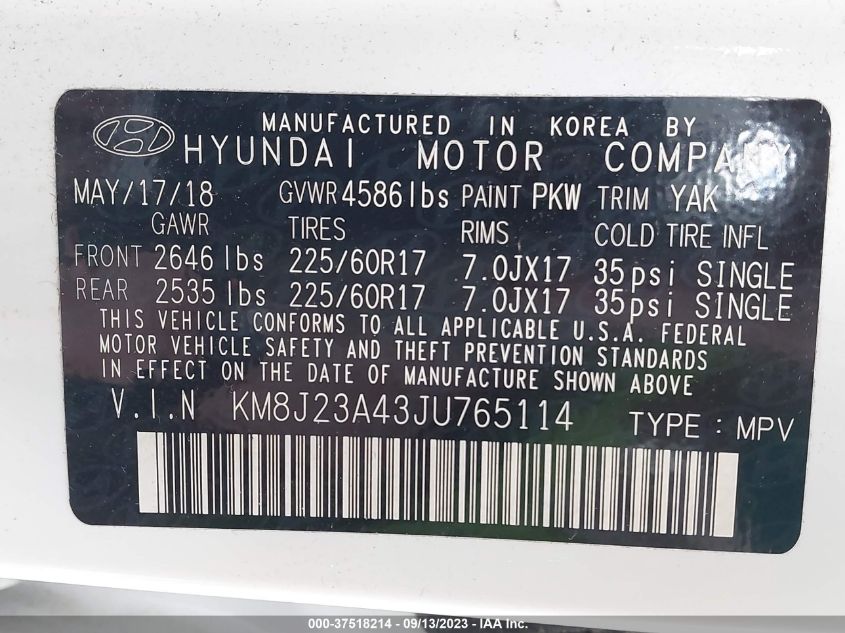 MANUFACTURED IN KOREA BY
HYUNDAI MOTOR COMPANY
MAY/17/18 GVWR 4586 lbs PAINT PKW TRIM YAK
GAWR TIRES RIMS COLD TIRE INFL
FRONT 2646 lbs 225/60R17 7.0JX17 35psi SINGLE
REAR 2535 lbs 225/60R17 7.0JX17 35psi SINGLE
THIS VEHICLE CONFORMS TO ALL APPLICABLE U.S.A. FEDERAL
MOTOR VEHICLE SAFETY AND THEFT PREVENTION STANDARDS
IN EFFECT ON THE DATE OF MANUFACTURE SHOWN ABOVE
V.I.N KM8J23A43JU765114 TYPE : MPV
000-37518214 - 09/13/2023 - IAA Inc.